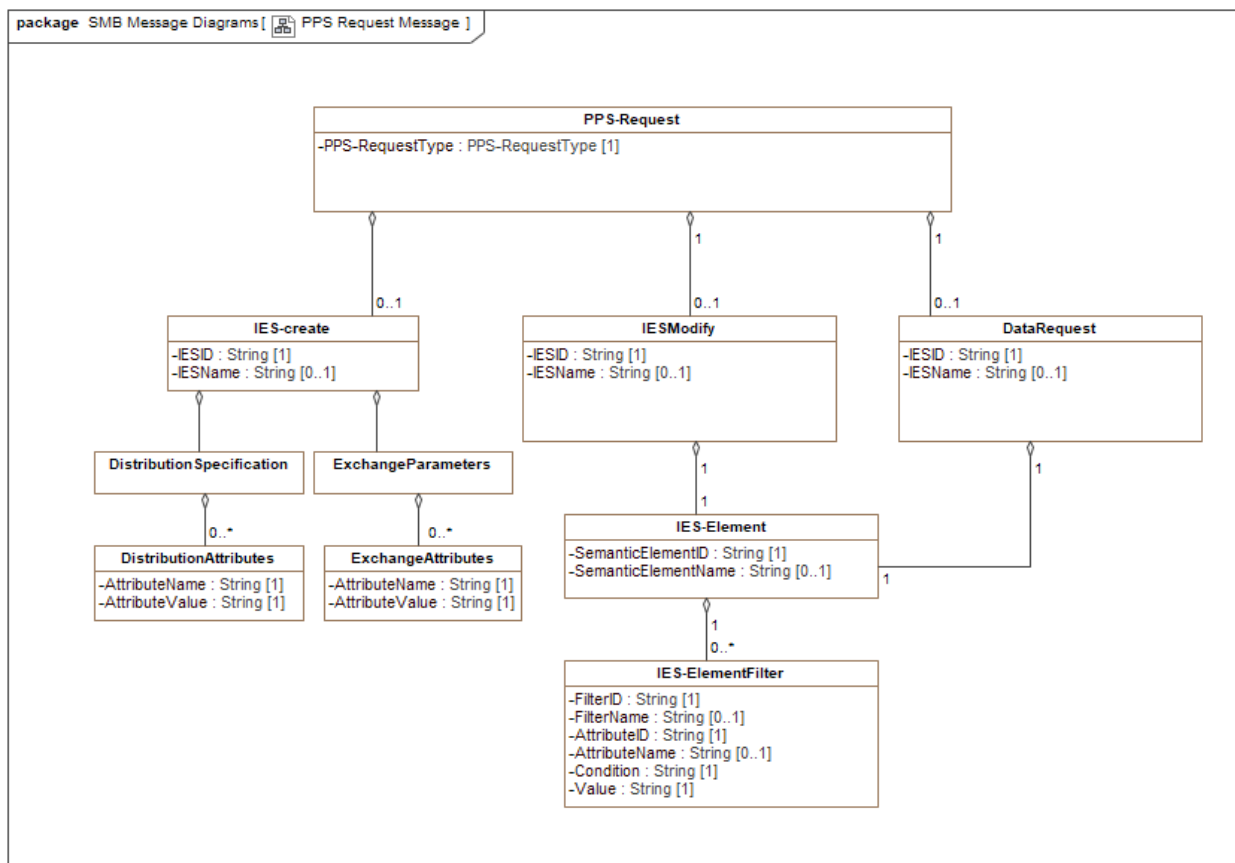 package SMB Message Diagrams [ PPS Request Message ]
PPS-Request
-PPS-RequestType : PPS-RequestType [1]
1
1
0..1
0..1
0..1
IES-create
-IESID : String [1]
-IESName : String [0..1]
IESModify
-IESID : String [1]
-IESName : String [0..1]
DataRequest
-IESID : String [1]
-IESName : String [0..1]
DistributionSpecification
ExchangeParameters
1
1
1
0..*
0..*
DistributionAttributes
-AttributeName : String [1]
-AttributeValue : String [1]
ExchangeAttributes
-AttributeName : String [1]
-AttributeValue : String [1]
IES-Element
-SemanticElementID : String [1]
-SemanticElementName : String [0..1]
1
1
0..*
IES-ElementFilter
-FilterID : String [1]
-FilterName : String [0..1]
-AttributeID : String [1]
-AttributeName : String [0..1]
-Condition : String [1]
-Value : String [1]